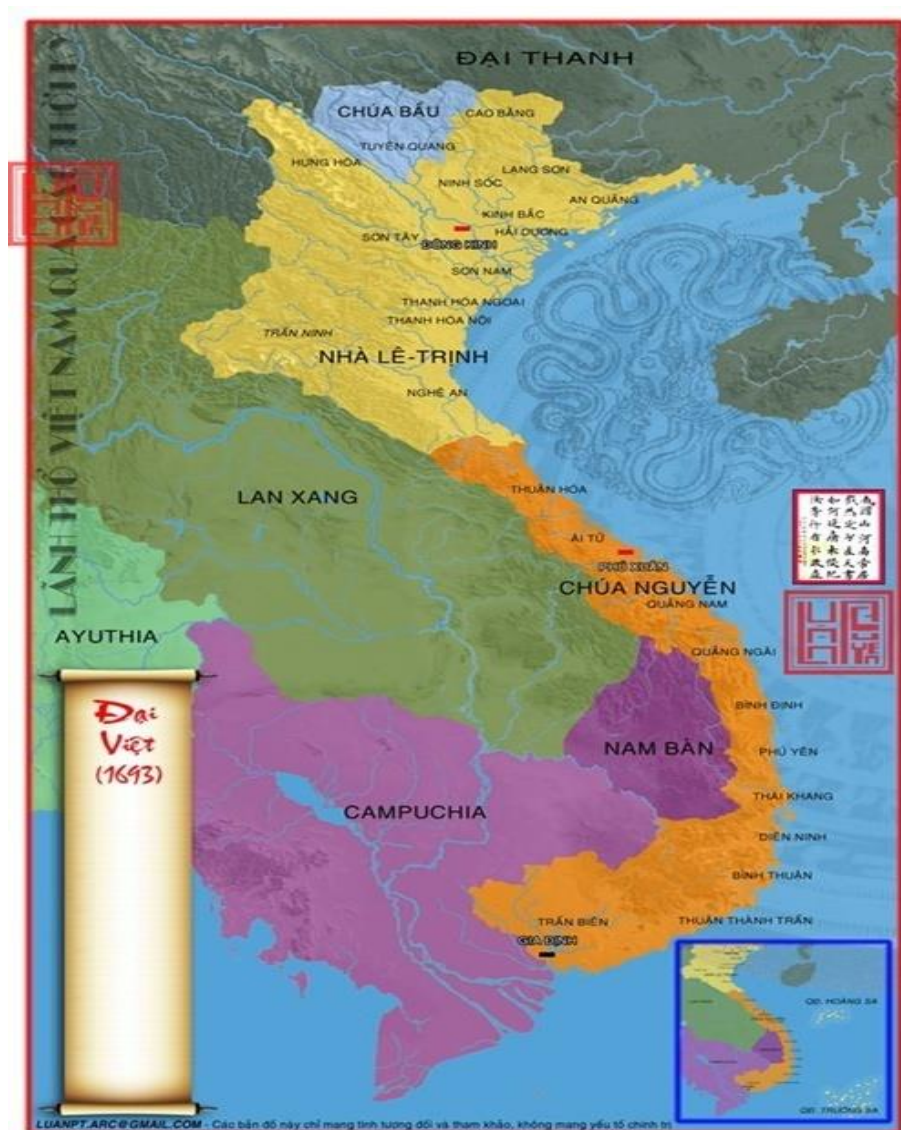 ĐẠI THANH
CHÚA BẦU
CAO BẰNG
TUYÊN QUANG
HƯNG HÓA
LẠNG SƠN
NINH SÓC
AN QUẢNG
KINH BẮC
SƠN TÂY
HẢI DƯƠNG
ĐÔNG KINH
SƠN NAM
THANH HÓA NGOẠI
THANH HÓA NỘI
TRẤN NINH
NHÀ LÊ-TRỊNH
NGHỆ AN
LAN XANG
THUẬN HÓA
ÁI TỬ
PHÚ XUÂN
CHÚA NGUYỄN
QUẢNG NAM
AYUTHIA
QUẢNG NGÃI
Đại
Việt
(1693)
BÌNH ĐỊNH
NAM BÀN
PHÚ YÊN
THÁI KHANG
CAMPUCHIA
DIÊN NINH
BÌNH THUẬN
TRẤN BIÊN
THUẬN THÀNH TRẤN
GIA ĐỊNH
QĐ. HOÀNG SA
QĐ. TRƯỜNG SA
LÃNH THỔ VIỆT NAM QUA THỜI KỲ
LUANPT.ARC@GMAIL.COM - Các bản đồ này chỉ mang tính tương đối và tham khảo, không mang yếu tố chính